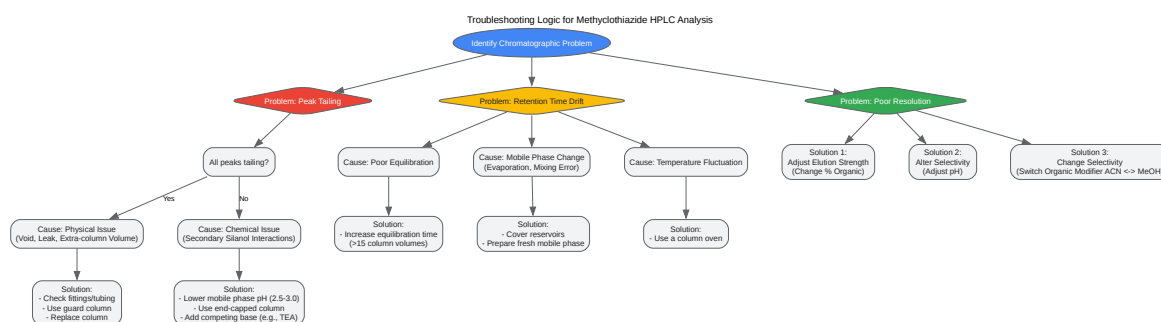 Troubleshooting Logic for Methyclothiazide HPLC Analysis
Identify Chromatographic Problem
Problem: Peak Tailing
Problem: Retention Time Drift
Problem: Poor Resolution
All peaks tailing?
Cause: Poor Equilibration
Cause: Mobile Phase Change
(Evaporation, Mixing Error)
Cause: Temperature Fluctuation
Solution 1:
Adjust Elution Strength
(Change % Organic)
Solution 2:
Alter Selectivity
(Adjust pH)
Solution 3:
Change Selectivity
(Switch Organic Modifier ACN <-> MeOH
Yes
No
Cause: Physical Issue
(Void, Leak, Extra-column Volume)
Cause: Chemical Issue
(Secondary Silanol Interactions)
Solution:
- Increase equilibration time
(>15 column volumes)
Solution:
- Cover reservoirs
- Prepare fresh mobile phase
Solution:
- Use a column oven
Solution:
- Check fittings/tubing
- Use guard column
- Replace column
Solution:
- Lower mobile phase pH (2.5-3.0)
- Use end-capped column
- Add competing base (e.g., TEA)